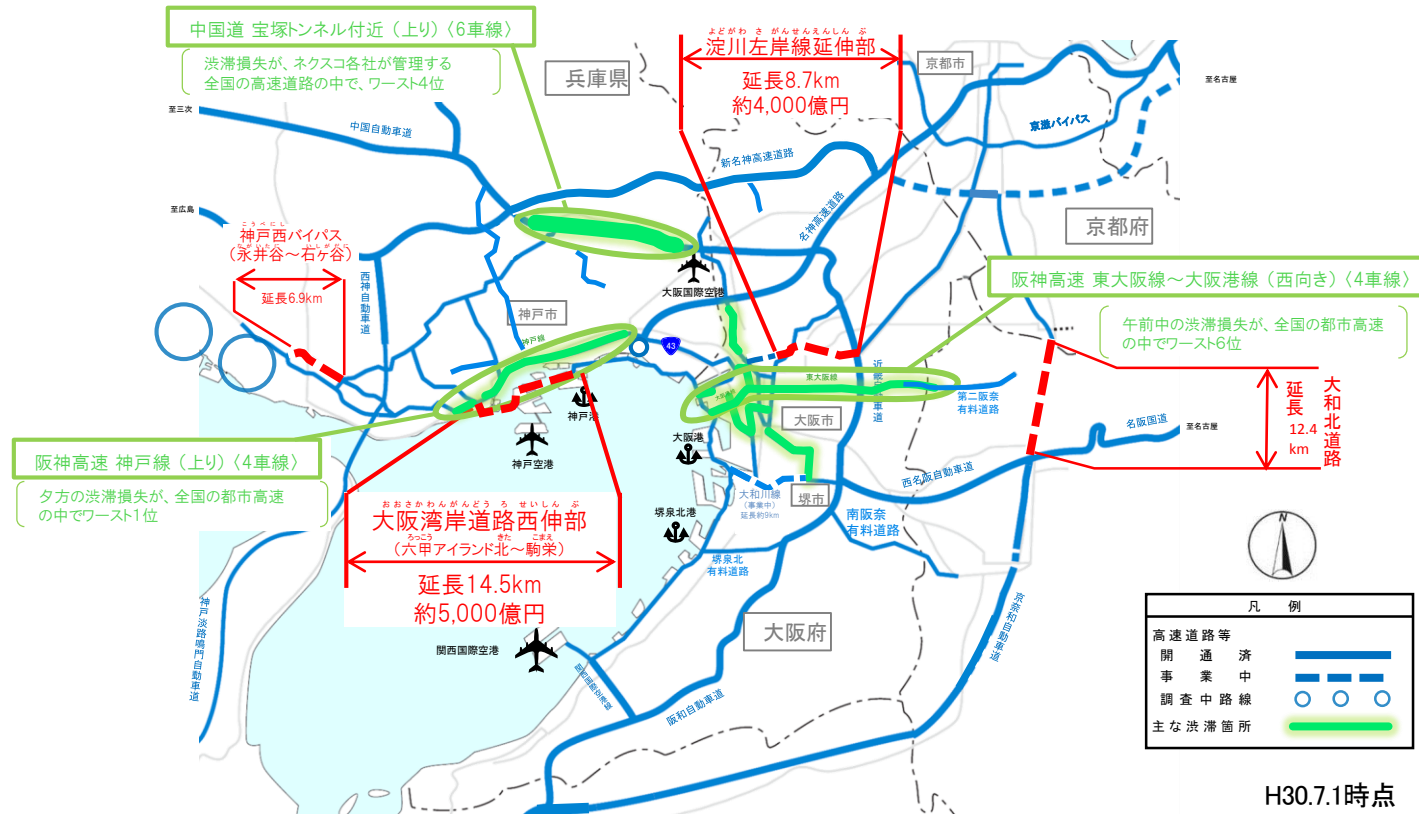 中国道 宝塚トンネル付近（上り）〈6車線〉
渋滞損失が、ネクスコ各社が管理する
全国の高速道路の中で、ワースト4位
兵庫県
よどがわ さ がんせんえんしん ぶ
淀川左岸線延伸部
延長8.7km
約4,000億円
京都市
至名古屋
至三次
中国自動車道
京滋バイパス
新名神高速道路
名神高速道路
至広島
こうべにし
神戸西バイパス
ながいたに いしがだに
（永井谷～石ケ谷）
延長6.9km
西神自動車道
京都府
大阪国際空港
阪神高速 東大阪線～大阪港線（西向き）〈4車線〉
午前中の渋滞損失が、全国の都市高速
の中でワースト6位
神戸市
神戸線
43
近畿自動車道
東大阪線
大阪港線
第二阪奈
有料道路
大和北道路
延長
12.4
km
神戸港
大阪市
名阪国道
至名古屋
大阪港
神戸空港
阪神高速 神戸線（上り）〈4車線〉
夕方の渋滞損失が、全国の都市高速
の中でワースト1位
西名阪自動車道
大和川線
（事業中）
延長約9km
堺市
南阪奈
有料道路
おおさかわんがんどう ろ せいしん ぶ
大阪湾岸道路西伸部
ろっこう きた こまえ
（六甲アイランド北～駒栄）
延長14.5km
約5,000億円
堺泉北港
堺泉北
有料道路
N
京奈和自動車道
神戸淡路鳴門自動車道
大阪府
関西国際空港
関西国際空港線
阪和自動車道
凡 例
高速道路等
開 通 済
事 業 中
調査中路線
主な渋滞箇所
H30.7.1時点